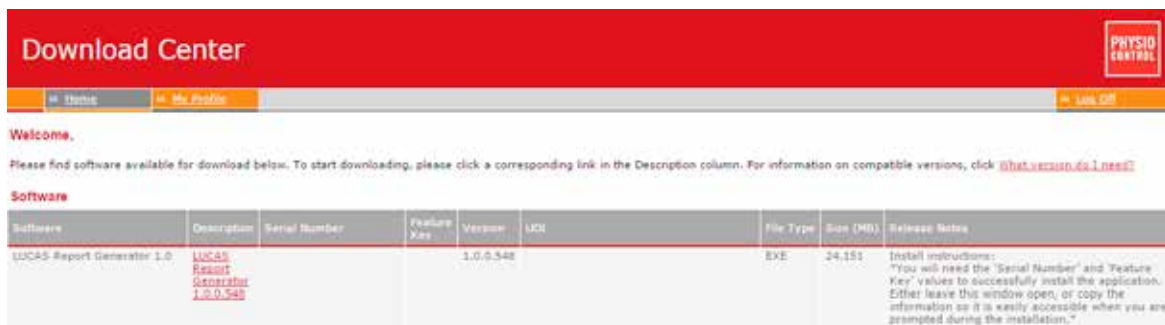 Download Center
PHYSIO
CONTROL
Home
My Profile
Log Off
Welcome,
Please find software available for download below. To start downloading, please click a corresponding link in the Description column. For information on compatible versions, click What version do I need?
Software
Software Description Serial Number Feature Key Version UDI File Type Size (MB) Release Notes
LUCAS Report Generator 1.0 LUCAS 1.0.0.548 EXE 24.151 Install instructions:
Report "You will need the 'Serial Number' and 'Feature
Generator Key' values to successfully install the application.
1.0.0.548 Either leave this window open, or copy the
information so it is easily accessible when you are
prompted during the installation."